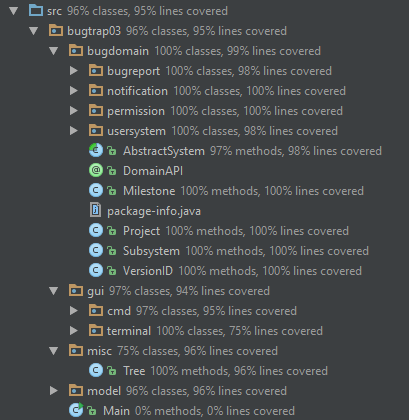 src 96% classes, 95% lines covered
bugtrap03 96% classes, 95% lines covered
bugdomain 100% classes, 99% lines covered
bugreport 100% classes, 98% lines covered
notification 100% classes, 100% lines covered
permission 100% classes, 100% lines covered
usersystem 100% classes, 98% lines covered
AbstractSystem 97% methods, 98% lines covered
DomainAPI
Milestone 100% methods, 100% lines covered
package-info.java
Project 100% methods, 100% lines covered
Subsystem 100% methods, 100% lines covered
VersionID 100% methods, 100% lines covered
gui 97% classes, 94% lines covered
cmd 97% classes, 95% lines covered
terminal 100% classes, 75% lines covered
misc 75% classes, 96% lines covered
Tree 100% methods, 96% lines covered
model 96% classes, 96% lines covered
Main 0% methods, 0% lines covered